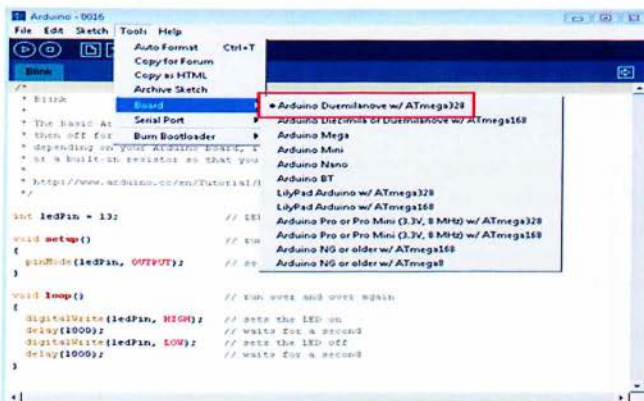 Arduino - 0016
File Edit Sketch Tools Help
Auto Format Ctrl+T
Copy for Forum
Copy as HTML
Archive Sketch
Board
Serial Port
Burn Bootloader
Arduino Duemilanove w/ ATmega328
Arduino Diecimila or Duemilanove w/ ATmega168
Arduino Mega
Arduino Mini
Arduino Nano
Arduino BT
LilyPad Arduino w/ ATmega328
LilyPad Arduino w/ ATmega168
Arduino Pro or Pro Mini (3.3V, 8 MHz) w/ ATmega328
Arduino Pro or Pro Mini (3.3V, 8 MHz) w/ ATmega168
Arduino NG or older w/ ATmega168
Arduino NG or older w/ ATmega8
Blink
/*
* Blink
*
* The basic
* then off for
* depending on your Arduino board,
* or a built-in resistor so that you
*
* http://www.arduino.cc/en/Tutorial/
*/
int ledPin = 13; // LED
void setup() // run
{
pinMode(ledPin, OUTPUT); // se
}
void loop() // run over and over again
{
digitalWrite(ledPin, HIGH); // sets the LED on
delay(1000); // waits for a second
digitalWrite(ledPin, LOW); // sets the LED off
delay(1000); // waits for a second
}